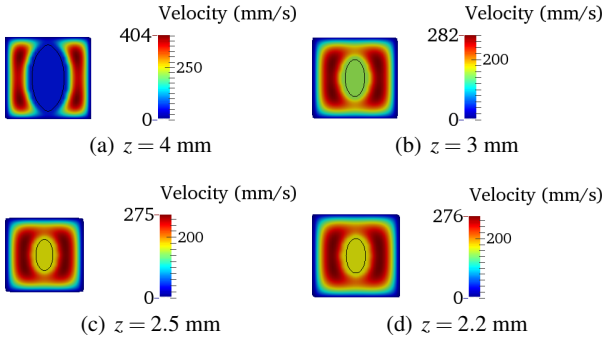 Velocity (mm/s)
404
250
0
(a) z = 4 mm
Velocity (mm/s)
282
200
0
(b) z = 3 mm
Velocity (mm/s)
275
200
0
(c) z = 2.5 mm
Velocity (mm/s)
276
200
0
(d) z = 2.2 mm